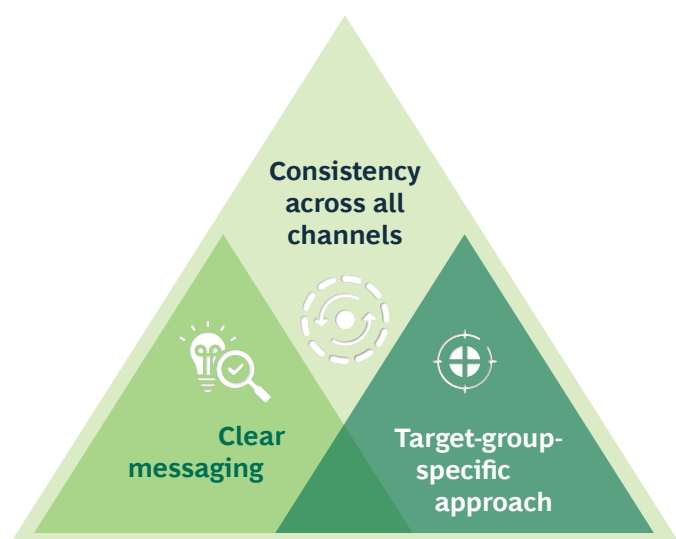 Consistency
across all
channels
Clear
messaging
Target-group-
specific
approach